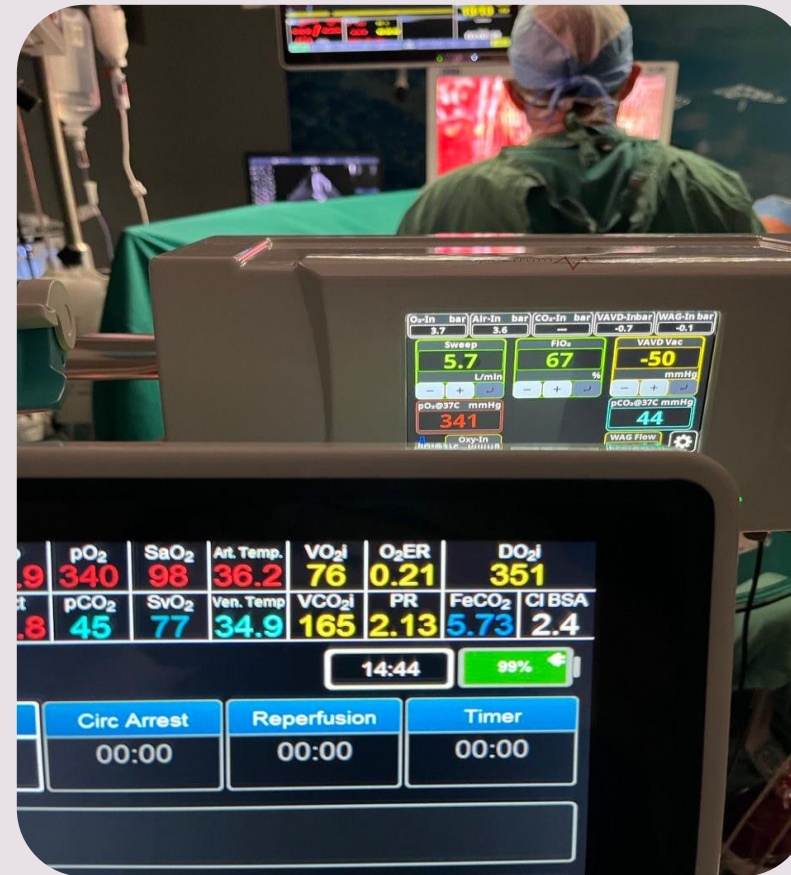 O₂-In bar Air-In bar CO₂-In bar VAVD-Inbar WAG-In bar
3.7 3.6 --- -0.7 -0.1
Sweep FiO₂ VAVD Vac
5.7 67 -50
L/min % mmHg
- + - + - +
pO₂@37C mmHg pCO₂@37C mmHg
341 44
Oxy-In WAG Flow
pO₂ SaO₂ Art. Temp. VO₂i O₂ER DO₂i
.9 340 98 36.2 76 0.21 351
pCO₂ SvO₂ Ven. Temp VCO₂i PR FeCO₂ CI BSA
.8 45 77 34.9 165 2.13 5.73 2.4
14:44 99%
Circ Arrest Reperfusion Timer
00:00 00:00 00:00